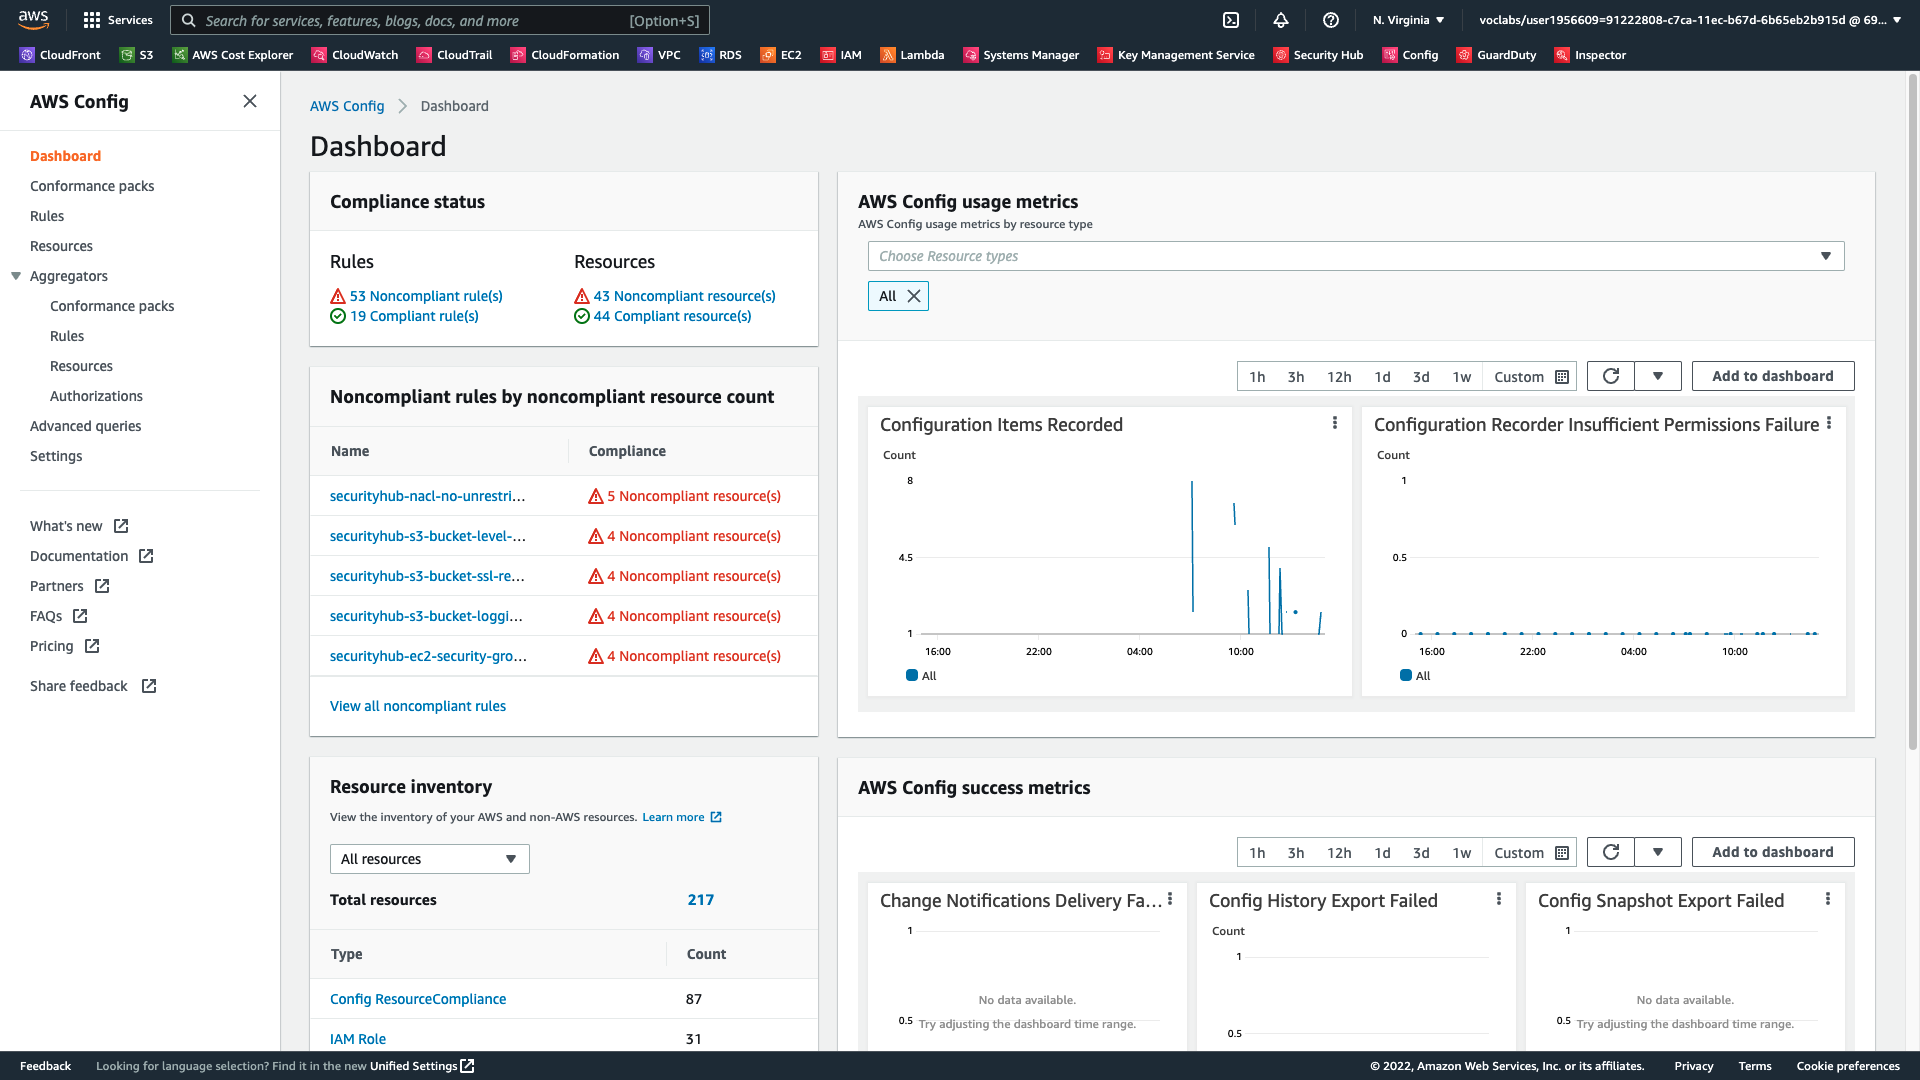 aws
Services
Search for services, features, blogs, docs, and more
[Option+S]
N. Virginia
voclabs/user1956609=91222808-c7ca-11ec-b67d-6b65eb2b915d @ 69...
CloudFront
S3
AWS Cost Explorer
CloudWatch
CloudTrail
CloudFormation
VPC
RDS
EC2
IAM
Lambda
Systems Manager
Key Management Service
Security Hub
Config
GuardDuty
Inspector
AWS Config
Dashboard
Conformance packs
Rules
Resources
Aggregators
Conformance packs
Rules
Resources
Authorizations
Advanced queries
Settings
What's new
Documentation
Partners
FAQs
Pricing
Share feedback
AWS Config
Dashboard
Dashboard
Compliance status
Rules
53 Noncompliant rule(s)
19 Compliant rule(s)
Resources
43 Noncompliant resource(s)
44 Compliant resource(s)
Noncompliant rules by noncompliant resource count
Name
Compliance
securityhub-nacl-no-unrestri...
5 Noncompliant resource(s)
securityhub-s3-bucket-level-...
4 Noncompliant resource(s)
securityhub-s3-bucket-ssl-re...
4 Noncompliant resource(s)
securityhub-s3-bucket-loggi...
4 Noncompliant resource(s)
securityhub-ec2-security-gro...
4 Noncompliant resource(s)
View all noncompliant rules
Resource inventory
View the inventory of your AWS and non-AWS resources. Learn more
All resources
Total resources
217
Type
Count
Config ResourceCompliance
87
IAM Role
31
AWS Config usage metrics
AWS Config usage metrics by resource type
Choose Resource types
All
1h
3h
12h
1d
3d
1w
Custom
Add to dashboard
Configuration Items Recorded
Count
8
4.5
1
16:00
22:00
04:00
10:00
All
Configuration Recorder Insufficient Permissions Failure
Count
1
0.5
0
16:00
22:00
04:00
10:00
All
AWS Config success metrics
1h
3h
12h
1d
3d
1w
Custom
Add to dashboard
Change Notifications Delivery Fa...
1
No data available.
0.5
Try adjusting the dashboard time range.
Config History Export Failed
Count
1
0.5
Config Snapshot Export Failed
1
No data available.
0.5
Try adjusting the dashboard time range.
Feedback
Looking for language selection? Find it in the new Unified Settings
© 2022, Amazon Web Services, Inc. or its affiliates.
Privacy
Terms
Cookie preferences